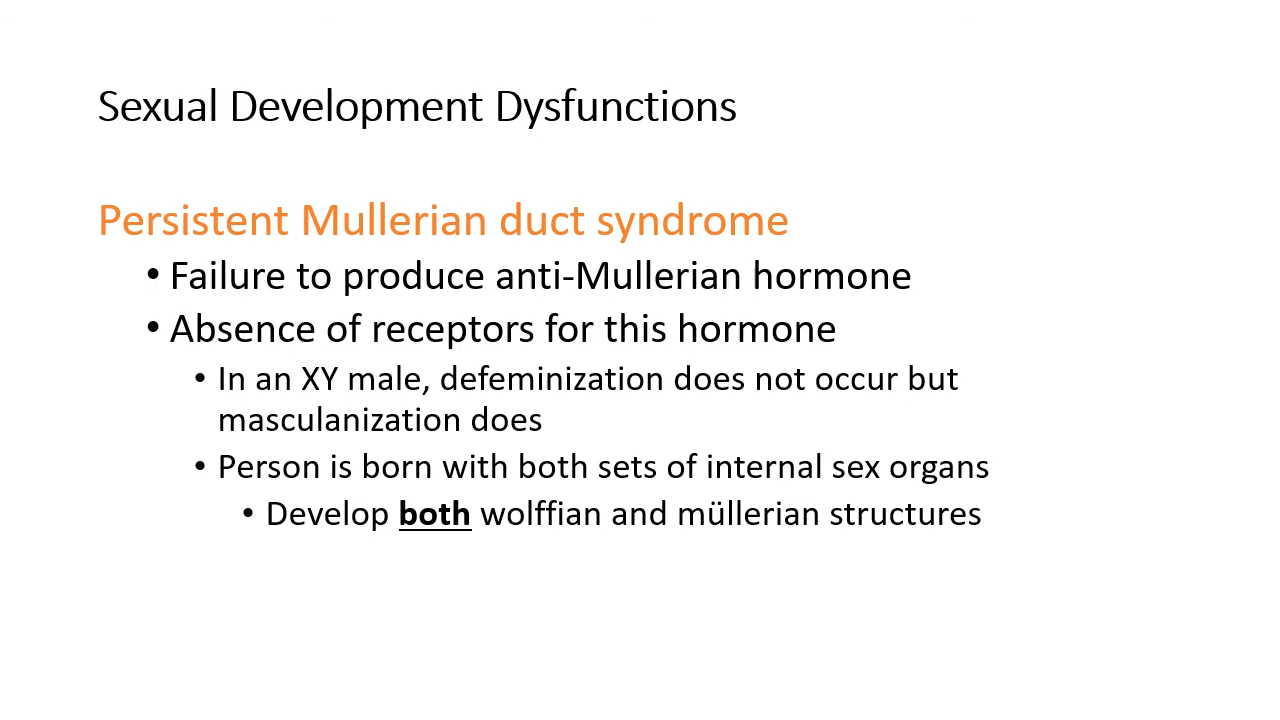 Sexual Development Dysfunctions
Persistent Mullerian duct syndrome
• Failure to produce anti-Mullerian hormone
• Absence of receptors for this hormone
• In an XY male, defeminization does not occur but
masculanization does
• Person is born with both sets of internal sex organs
• Develop both wolffian and müllerian structures